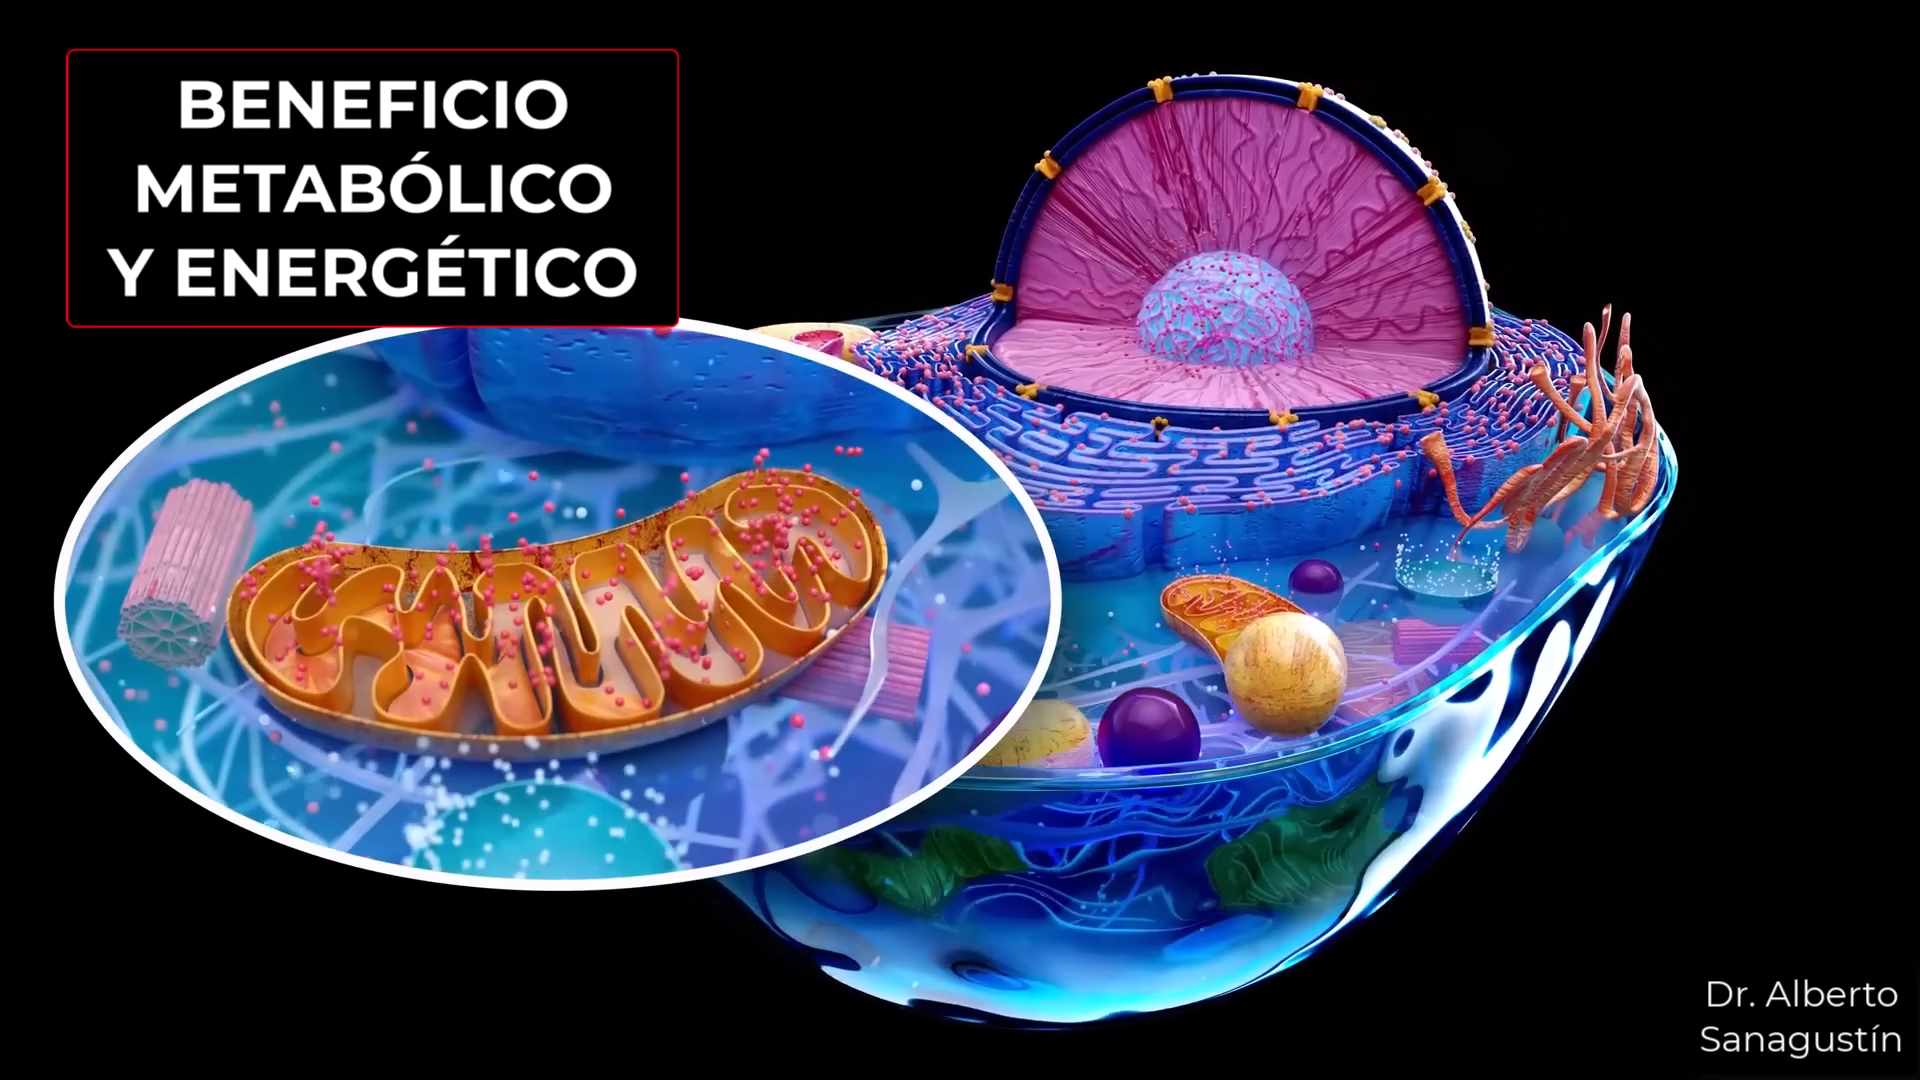 BENEFICIO
METABÓLICO
Y ENERGÉTICO
Dr. Alberto
Sanagustín